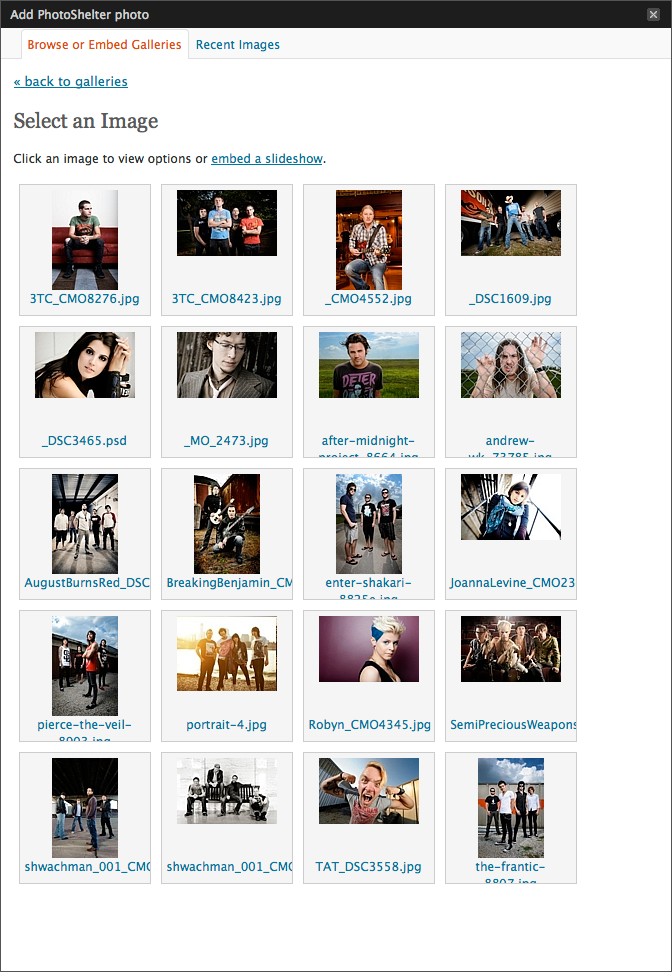 Add PhotoShelter photo
Browse or Embed Galleries
Recent Images
« back to galleries
Select an Image
Click an image to view options or embed a slideshow.
3TC_CMO8276.jpg
3TC_CMO8423.jpg
_CMO4552.jpg
_DSC1609.jpg
_DSC3465.psd
_MO_2473.jpg
after-midnight-
project_8664.jpg
andrew-
wk_73785.jpg
DETER
AugustBurnsRed_DSC
BreakingBenjamin_CM
enter-shakari-
8825e.jpg
JoannaLevine_CMO23
pierce-the-veil-
8003.jpg
portrait-4.jpg
Robyn_CMO4345.jpg
SemiPreciousWeapons
shwachman_001_CMO
shwachman_001_CMO
TAT_DSC3558.jpg
the-frantic-
8807.jpg